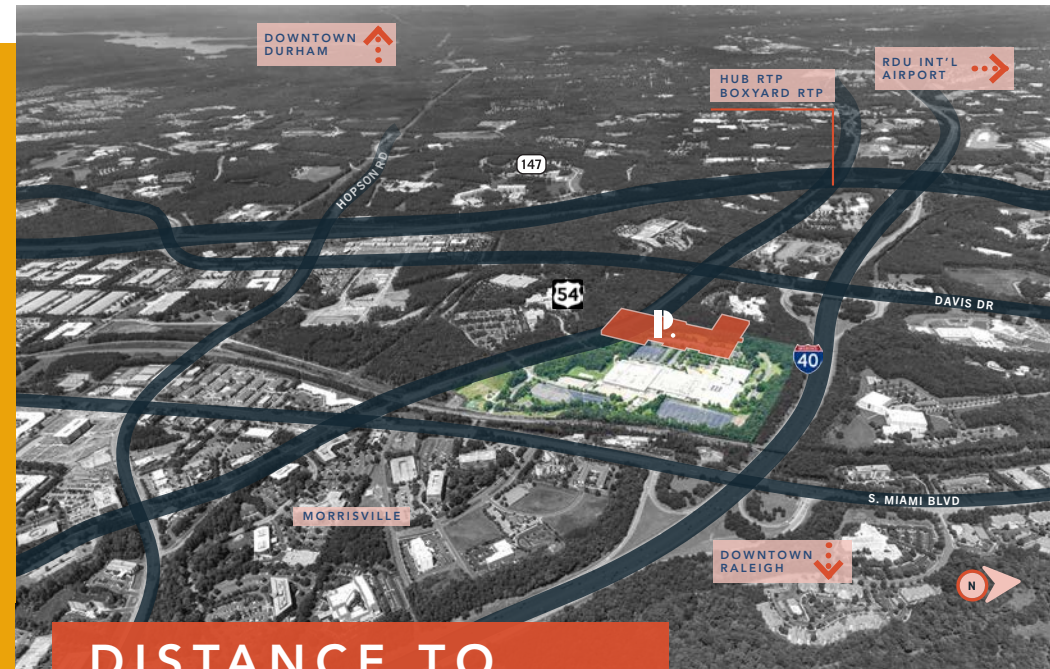 DOWNTOWN
DURHAM
RDU INT'L
AIRPORT
HUB RTP
BOXYARD RTP
HOPSON RD
147
54
P.
DAVIS DR
40
S. MIAMI BLVD
MORRISVILLE
DOWNTOWN
RALEIGH
N
DISTANCE TO